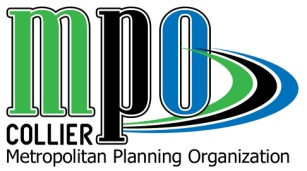 mpo
COLLIER
Metropolitan Planning Organization